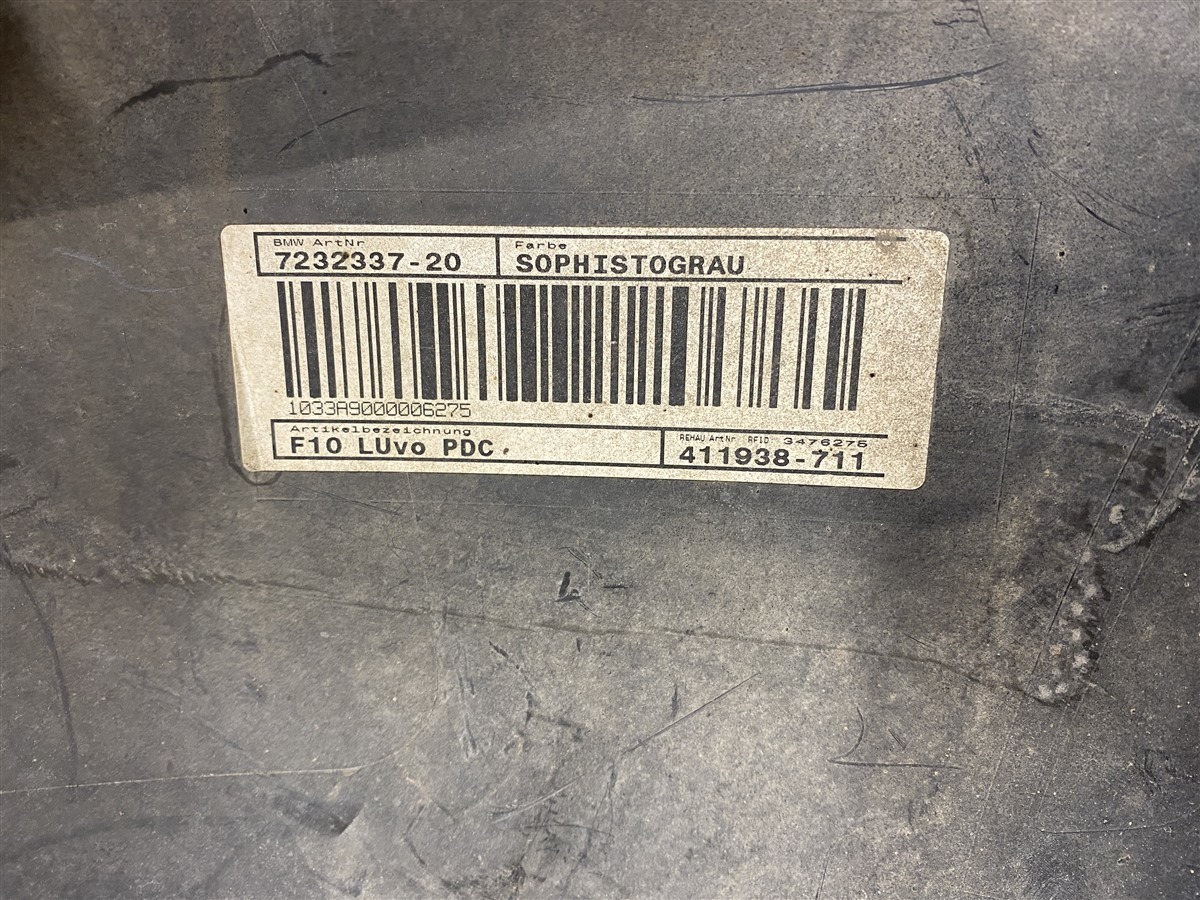 BMW ArtNr Farbe
7232337-20 SOPHISTOGRAU
1033A9000006275
Artikelbezeichnung REHAU ArtNr RFID 3476275
F10 LUvo PDC 411938-711